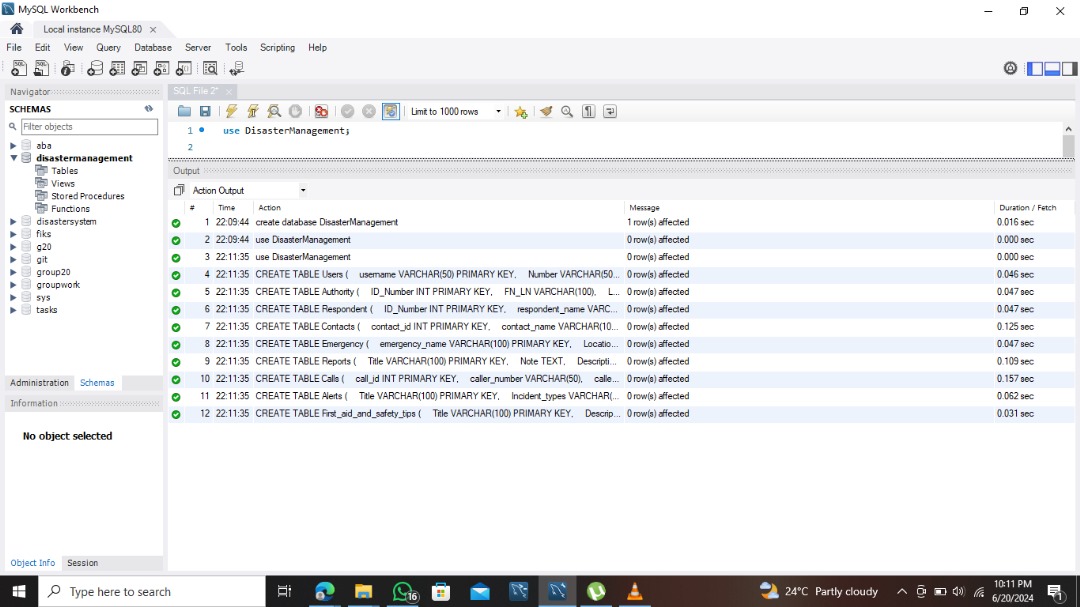 MySQL Workbench
Local instance MySQL80
File Edit View Query Database Server Tools Scripting Help
Navigator
SCHEMAS
Filter objects
aba
disastermanagement
Tables
Views
Stored Procedures
Functions
disastersystem
fiks
g20
git
group20
groupwork
sys
tasks
Administration Schemas
Information
No object selected
Object Info Session
SQL File 2*
Limit to 1000 rows
1 use DisasterManagement;
2
Output
Action Output
# Time Action Message Duration / Fetch
1 22:09:44 create database DisasterManagement 1 row(s) affected 0.016 sec
2 22:09:44 use DisasterManagement 0 row(s) affected 0.000 sec
3 22:11:35 use DisasterManagement 0 row(s) affected 0.000 sec
4 22:11:35 CREATE TABLE Users ( username VARCHAR(50) PRIMARY KEY, Number VARCHAR(50... 0 row(s) affected 0.046 sec
5 22:11:35 CREATE TABLE Authority ( ID_Number INT PRIMARY KEY, FN_LN VARCHAR(100), L... 0 row(s) affected 0.047 sec
6 22:11:35 CREATE TABLE Respondent ( ID_Number INT PRIMARY KEY, respondent_name VARC... 0 row(s) affected 0.047 sec
7 22:11:35 CREATE TABLE Contacts ( contact_id INT PRIMARY KEY, contact_name VARCHAR(10... 0 row(s) affected 0.125 sec
8 22:11:35 CREATE TABLE Emergency ( emergency_name VARCHAR(100) PRIMARY KEY, Locatio... 0 row(s) affected 0.047 sec
9 22:11:35 CREATE TABLE Reports ( Title VARCHAR(100) PRIMARY KEY, Note TEXT, Descripti... 0 row(s) affected 0.109 sec
10 22:11:35 CREATE TABLE Calls ( call_id INT PRIMARY KEY, caller_number VARCHAR(50), calle... 0 row(s) affected 0.157 sec
11 22:11:35 CREATE TABLE Alerts ( Title VARCHAR(100) PRIMARY KEY, Incident_types VARCHAR(... 0 row(s) affected 0.062 sec
12 22:11:35 CREATE TABLE First_aid_and_safety_tips ( Title VARCHAR(100) PRIMARY KEY, Descrip... 0 row(s) affected 0.031 sec
Type here to search
16
24°C Partly cloudy
10:11 PM
6/20/2024
1